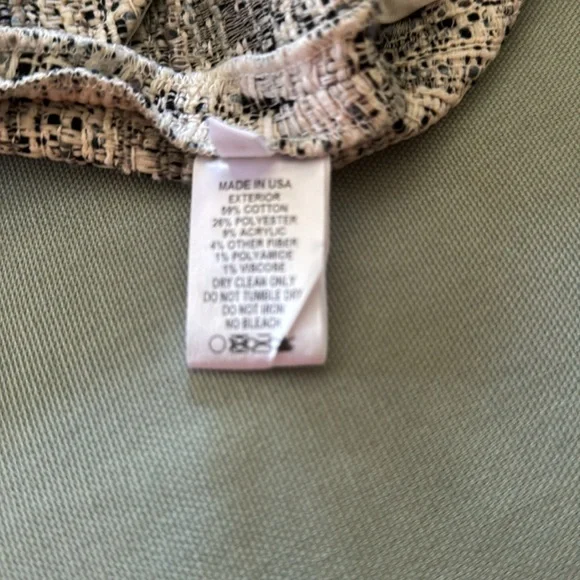 MADE IN USA
EXTERIOR
59% COTTON
26% POLYESTER
9% ACRYLIC
4% OTHER FIBER
1% POLYAMIDE
1% VISCOSE
DRY CLEAN ONLY
DO NOT TUMBLE DRY
DO NOT IRON
NO BLEACH